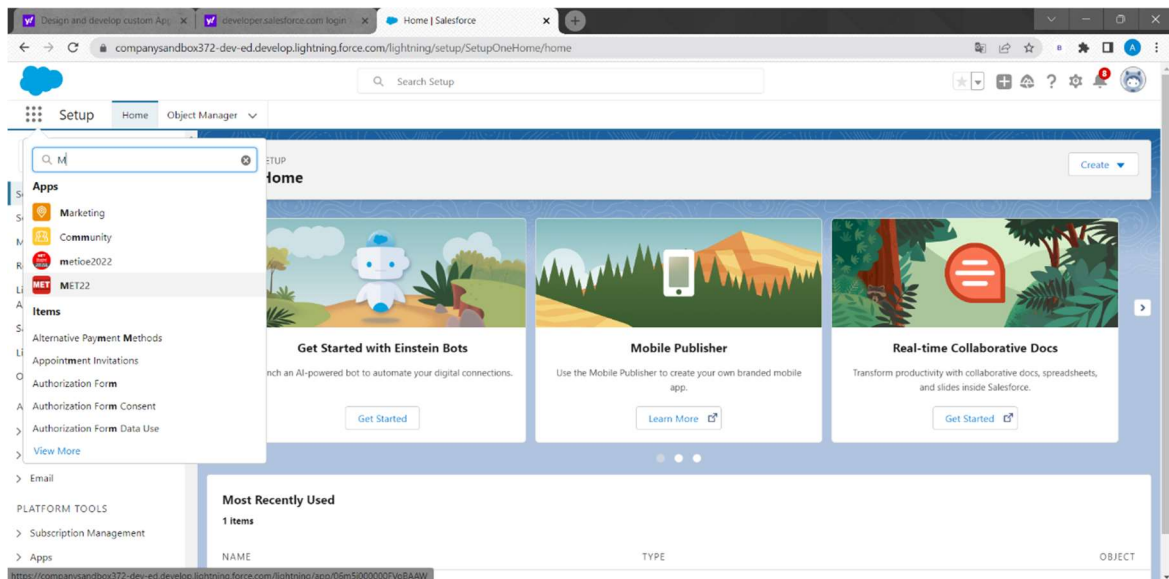 Design and develop custom App
developer.salesforce.com login
Home | Salesforce
companysandbox372-dev-ed.develop.lightning.force.com/lightning/setup/SetupOneHome/home
Search Setup
Setup
Home
Object Manager
M
Apps
Marketing
Community
metioe2022
MET MET22
Items
Alternative Payment Methods
Appointment Invitations
Authorization Form
Authorization Form Consent
Authorization Form Data Use
View More
ETUP
Home
Create
Get Started with Einstein Bots
nch an AI-powered bot to automate your digital connections.
Get Started
Mobile Publisher
Use the Mobile Publisher to create your own branded mobile
app.
Learn More
Real-time Collaborative Docs
Transform productivity with collaborative docs, spreadsheets,
and slides inside Salesforce.
Get Started
Email
PLATFORM TOOLS
Subscription Management
Apps
Most Recently Used
1 items
NAME TYPE OBJECT